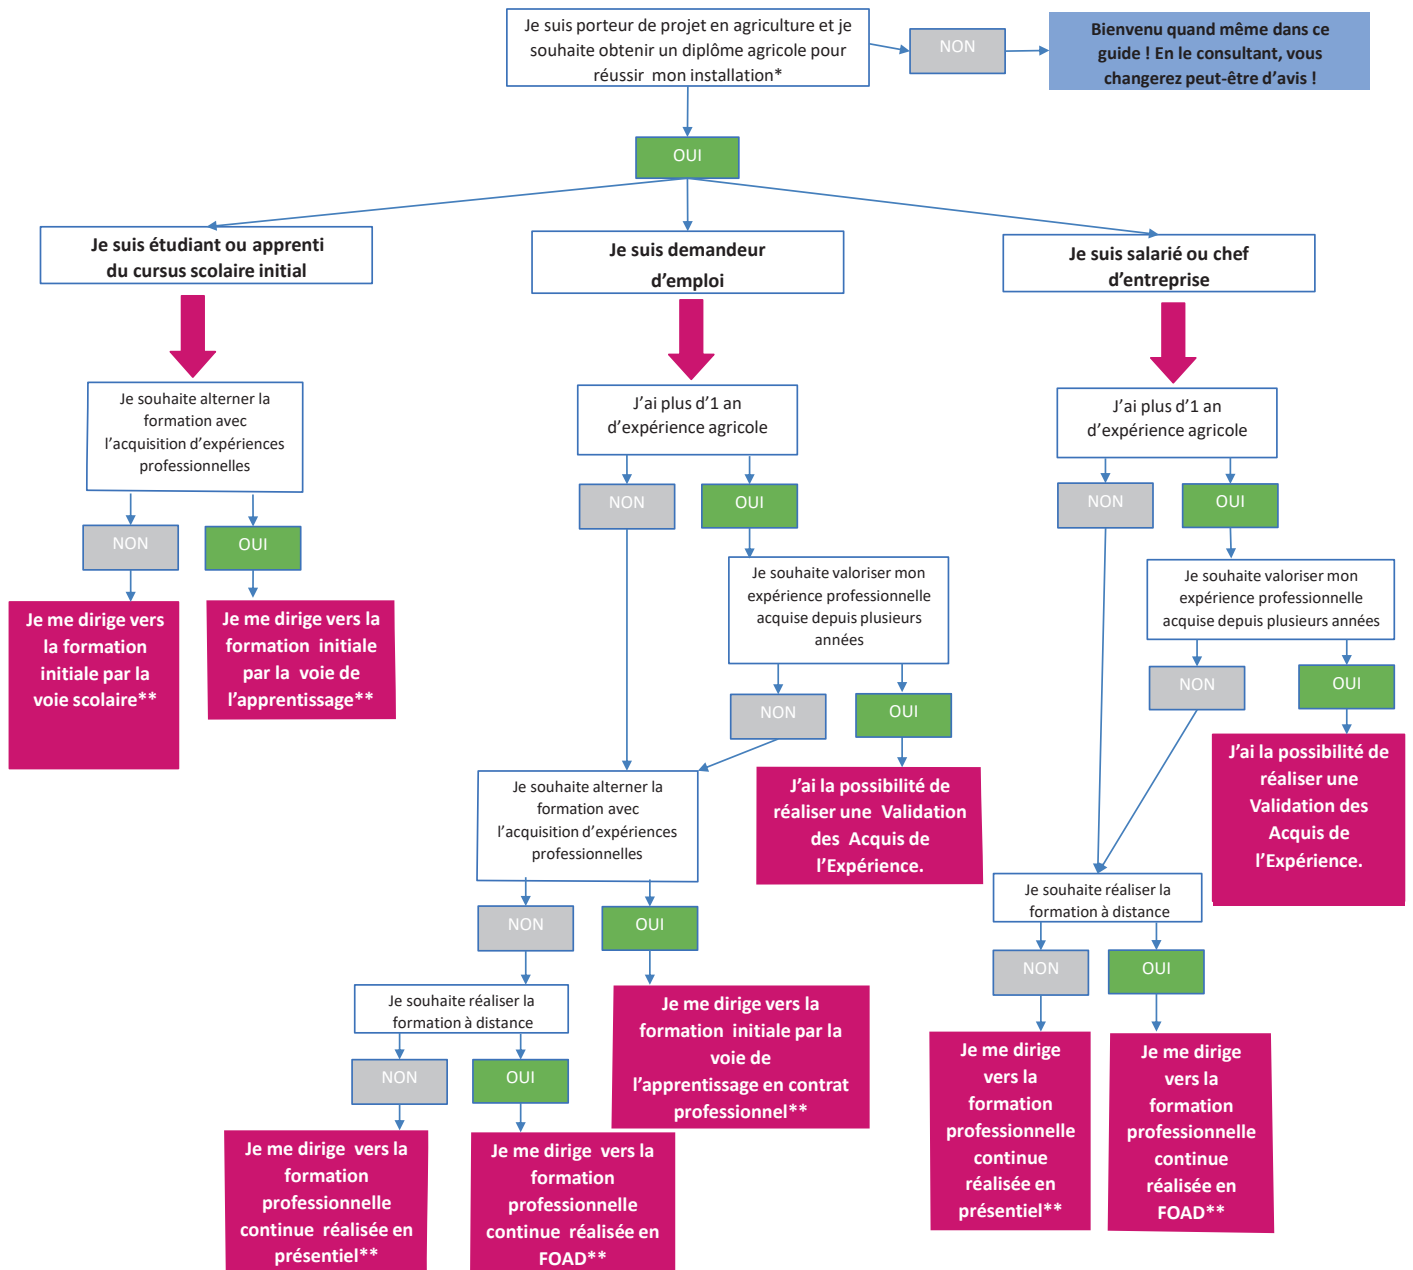 Je suis porteur de projet en agriculture et je
souhaite obtenir un diplôme agricole pour
réussir mon installation*
NON
Bienvenu quand même dans ce
guide ! En le consultant, vous
changerez peut-être d'avis !
OUI
Je suis étudiant ou apprenti
du cursus scolaire initial
Je suis demandeur
d'emploi
Je suis salarié ou chef
d'entreprise
Je souhaite alterner la
formation avec
l'acquisition d'expériences
professionnelles
NON
OUI
Je me dirige vers
la formation
initiale par la
voie scolaire**
Je me dirige vers la
formation initiale
par la voie de
l'apprentissage**
J'ai plus d'1 an
d'expérience agricole
NON
OUI
Je souhaite valoriser mon
expérience professionnelle
acquise depuis plusieurs
années
NON
OUI
J'ai la possibilité de
réaliser une Validation
des Acquis de
l'Expérience.
Je souhaite alterner la
formation avec
l'acquisition d'expériences
professionnelles
NON
OUI
Je me dirige vers la
formation initiale par la
voie de
l'apprentissage en contrat
professionnel**
Je souhaite réaliser la
formation à distance
NON
OUI
Je me dirige vers la
formation
professionnelle
continue réalisée en
présentiel**
Je me dirige vers la
formation
professionnelle
continue réalisée en
FOAD**
J'ai plus d'1 an
d'expérience agricole
NON
OUI
Je souhaite valoriser mon
expérience professionnelle
acquise depuis plusieurs années
NON
OUI
J'ai la possibilité de
réaliser une
Validation des
Acquis de
l'Expérience.
Je souhaite réaliser la
formation à distance
NON
OUI
Je me dirige
vers la
formation
professionnelle
continue
réalisée en
présentiel**
Je me dirige
vers la
formation
professionnelle
continue
réalisée en
FOAD**